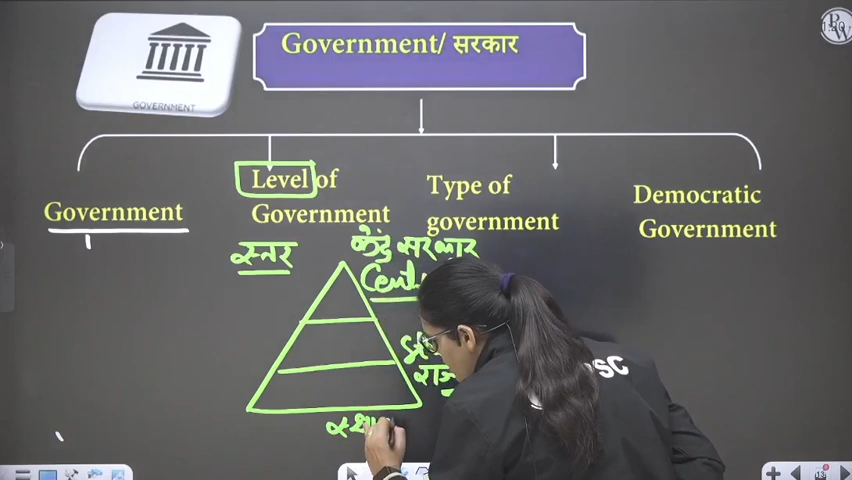 Government/ सरकार
GOVERNMENT
Level of
Government
Type of
government
Democratic
Government
Government
स्तर
केंद्र सरकार